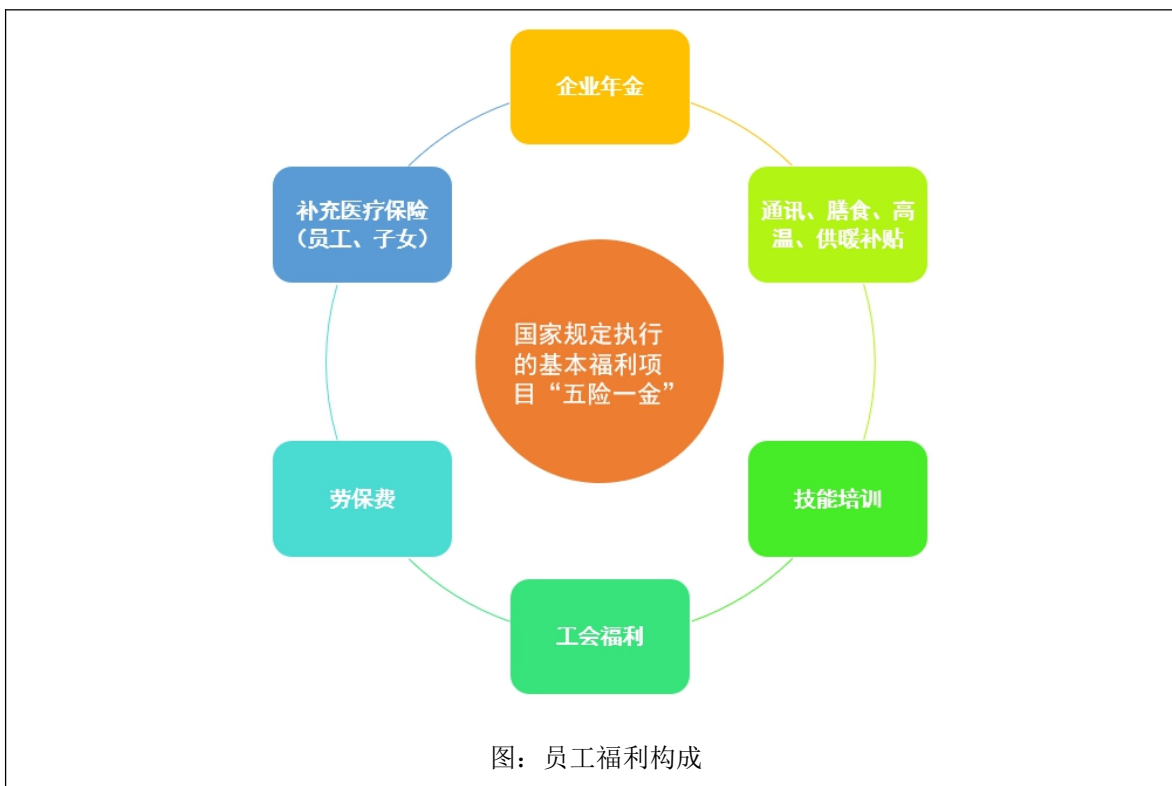 企业年金
补充医疗保险
（员工、子女）
通讯、膳食、高
温、供暖补贴
国家规定执行
的基本福利项
目“五险一金”
劳保费
技能培训
工会福利
图：员工福利构成